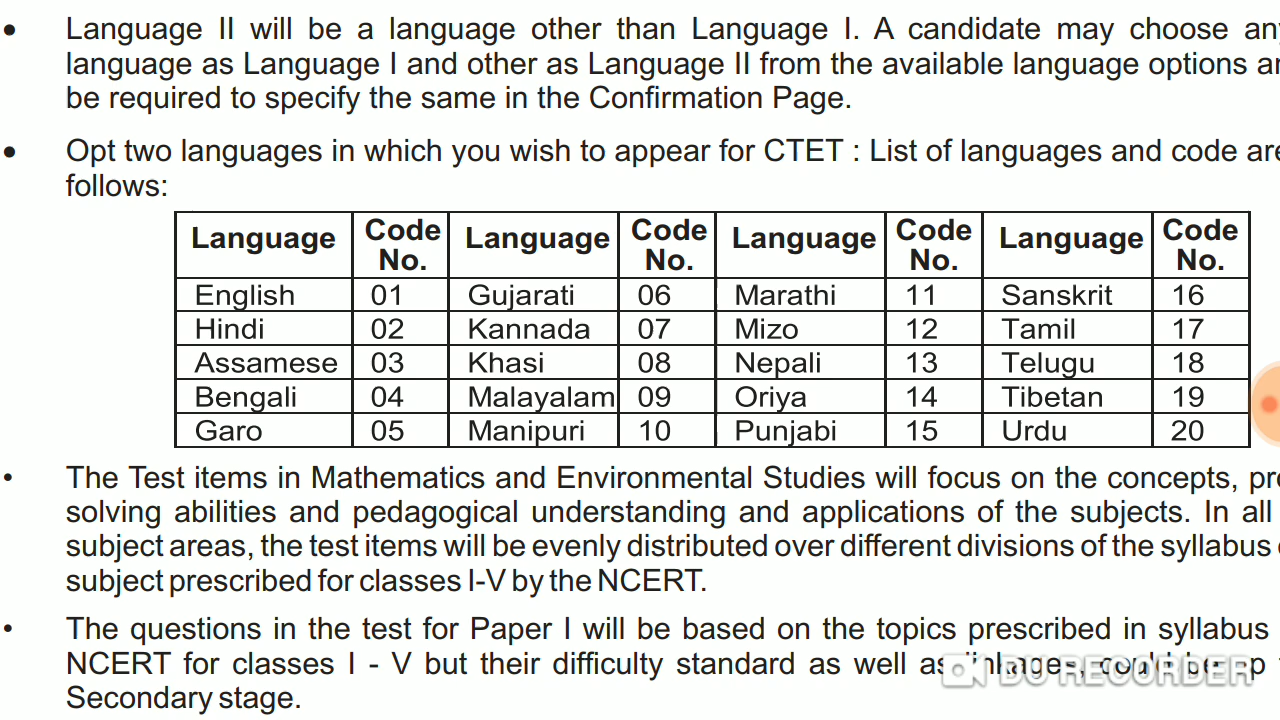 • Language II will be a language other than Language I. A candidate may choose
language as Language I and other as Language II from the available language options
be required to specify the same in the Confirmation Page.
• Opt two languages in which you wish to appear for CTET : List of languages and code are
follows:
Language Code No. Language Code No. Language Code No. Language Code No.
English 01 Gujarati 06 Marathi 11 Sanskrit 16
Hindi 02 Kannada 07 Mizo 12 Tamil 17
Assamese 03 Khasi 08 Nepali 13 Telugu 18
Bengali 04 Malayalam 09 Oriya 14 Tibetan 19
Garo 05 Manipuri 10 Punjabi 15 Urdu 20
• The Test items in Mathematics and Environmental Studies will focus on the concepts,
solving abilities and pedagogical understanding and applications of the subjects. In all
subject areas, the test items will be evenly distributed over different divisions of the syllabus
subject prescribed for classes I-V by the NCERT.
• The questions in the test for Paper I will be based on the topics prescribed in syllabus
NCERT for classes I - V but their difficulty standard as well as linkages, could be up
Secondary stage.
DU RECORDER